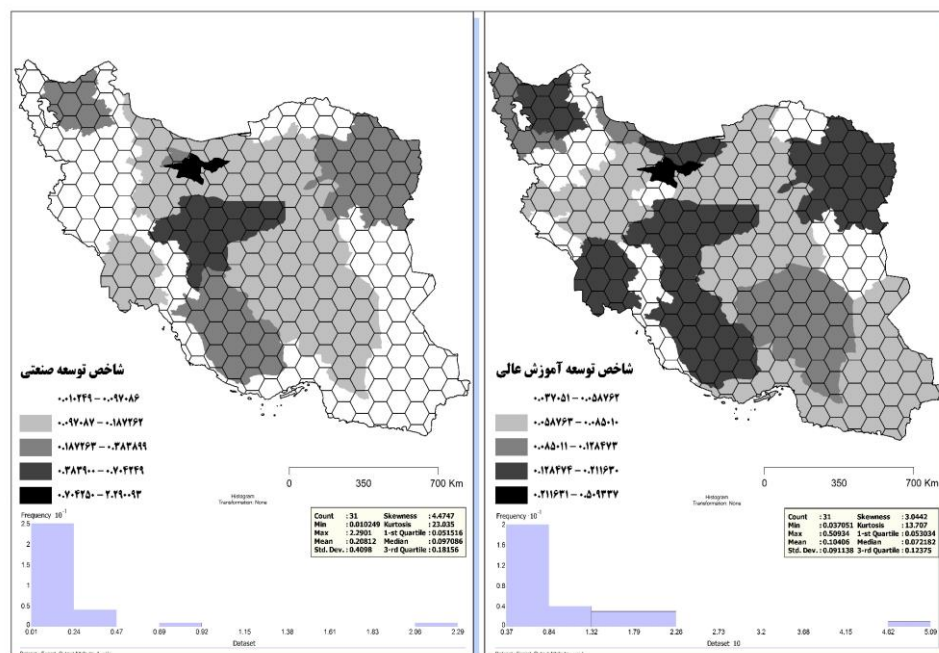 شاخص توسعه صنعتی
۰.۰۱۰۲۴۹ – ۰.۰۹۷۰۸۶
۰.۰۹۷۰۸۷ – ۰.۱۸۷۲۶۲
۰.۱۸۷۲۶۳ – ۰.۳۸۳۸۹۹
۰.۳۸۳۹۰۰ – ۰.۷۰۴۲۴۹
۰.۷۰۴۲۵۰ – ۲.۲۹۰۰۹۳
0 350 700 Km
Histogram
Transformation: None
Frequency 10⁻¹
2.5
2
1.5
1
0.5
0
0.01 0.24 0.47 0.69 0.92 1.15 1.38 1.61 1.83 2.06 2.29
Dataset
Count : 31 Skewness : 4.4747
Min : 0.010249 Kurtosis : 23.035
Max : 2.2901 1-st Quartile : 0.051516
Mean : 0.20812 Median : 0.097086
Std. Dev. : 0.4098 3-rd Quartile : 0.18156
شاخص توسعه آموزش عالی
۰.۰۳۷۰۵۱ – ۰.۰۵۸۷۶۲
۰.۰۵۸۷۶۳ – ۰.۰۸۵۰۱۰
۰.۰۸۵۰۱۱ – ۰.۱۲۸۴۷۳
۰.۱۲۸۴۷۴ – ۰.۲۱۱۶۳۰
۰.۲۱۱۶۳۱ – ۰.۵۰۹۳۳۷
0 350 700 Km
Histogram
Transformation: None
Frequency 10⁻¹
2
1.6
1.2
0.8
0.4
0
0.37 0.84 1.32 1.79 2.26 2.73 3.2 3.68 4.15 4.62 5.09
Dataset 10
Count : 31 Skewness : 3.0442
Min : 0.037051 Kurtosis : 13.707
Max : 0.50934 1-st Quartile : 0.053034
Mean : 0.10406 Median : 0.072182
Std. Dev. : 0.091138 3-rd Quartile : 0.12375